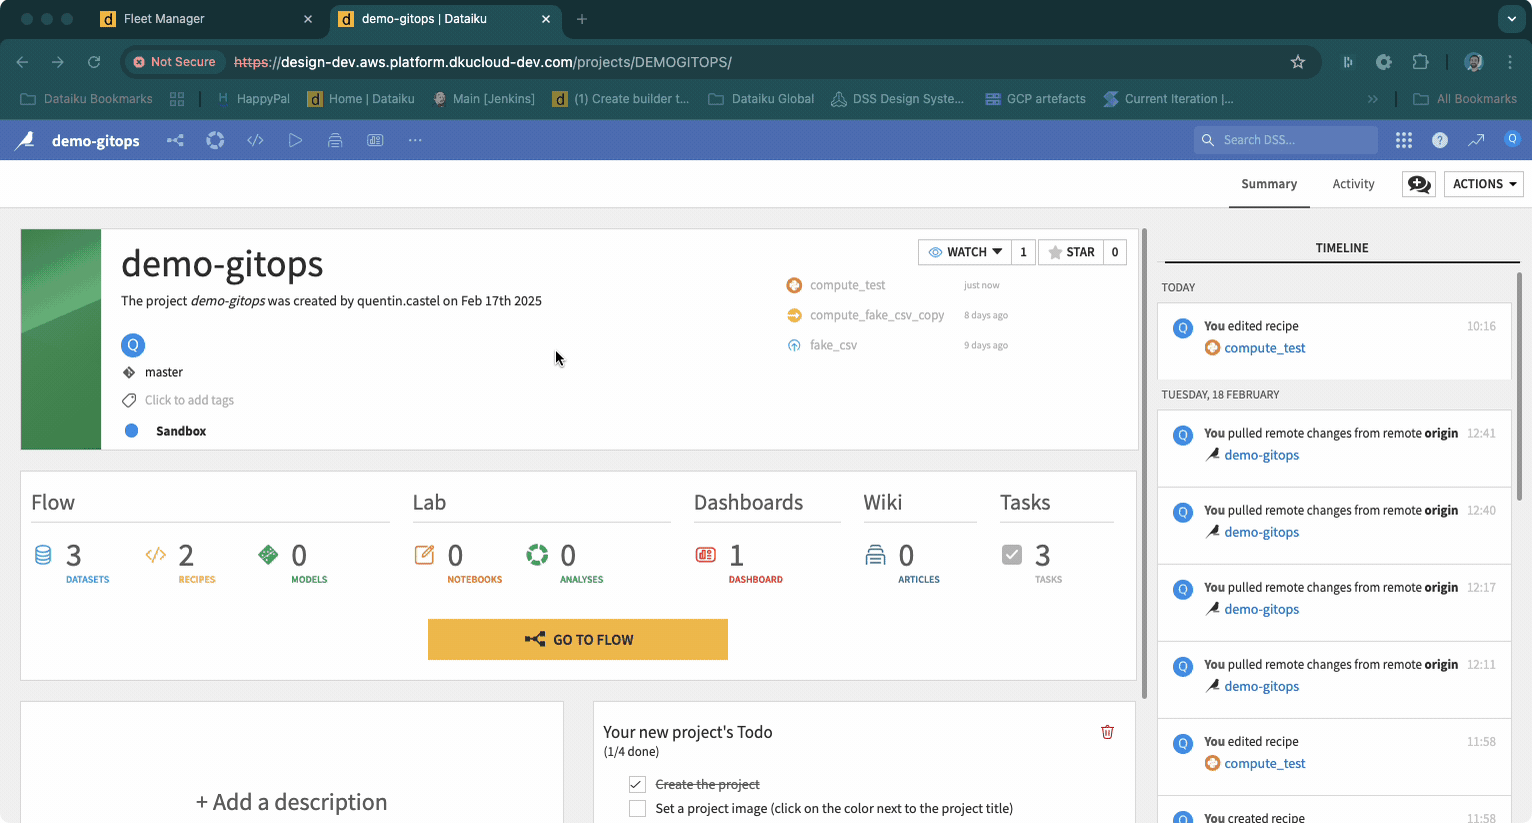 Fleet Manager
demo-gitops | Dataiku
Not Secure https://design-dev.aws.platform.dkucloud-dev.com/projects/DEMOGITOPS/
Dataiku Bookmarks HappyPal Home | Dataiku Main [Jenkins] (1) Create builder t... Dataiku Global DSS Design Syste... GCP artefacts Current Iteration |... » All Bookmarks
demo-gitops Search DSS... Q
Summary Activity ACTIONS
demo-gitops
The project demo-gitops was created by quentin.castel on Feb 17th 2025
Q
master
Click to add tags
Sandbox
WATCH 1 STAR 0
compute_test just now
compute_fake_csv_copy 8 days ago
fake_csv 9 days ago
Flow
3 DATASETS
2 RECIPES
0 MODELS
Lab
0 NOTEBOOKS
0 ANALYSES
Dashboards
1 DASHBOARD
Wiki
0 ARTICLES
Tasks
3 TASKS
GO TO FLOW
+ Add a description
Your new project's Todo
(1/4 done)
Create the project
Set a project image (click on the color next to the project title)
TIMELINE
TODAY
Q You edited recipe 10:16
compute_test
TUESDAY, 18 FEBRUARY
Q You pulled remote changes from remote origin 12:41
demo-gitops
Q You pulled remote changes from remote origin 12:40
demo-gitops
Q You pulled remote changes from remote origin 12:17
demo-gitops
Q You pulled remote changes from remote origin 12:11
demo-gitops
Q You edited recipe 11:58
compute_test
Q You created recipe 11:58